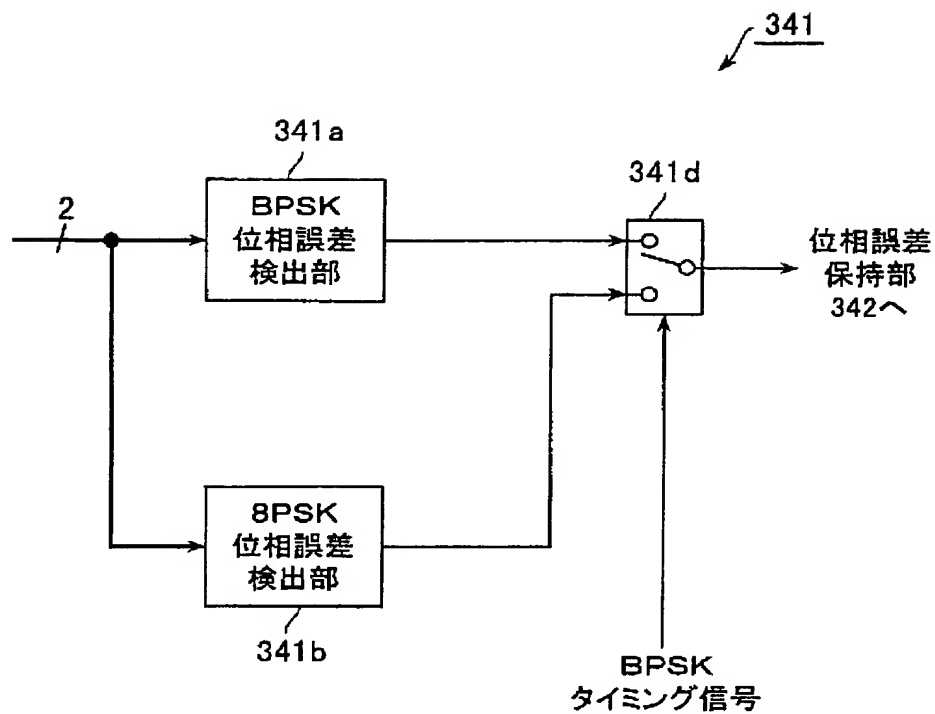 341
341a
BPSK
位相誤差
検出部
2
341d
位相誤差
保持部
342へ
8PSK
位相誤差
検出部
341b
BPSK
タイミング信号